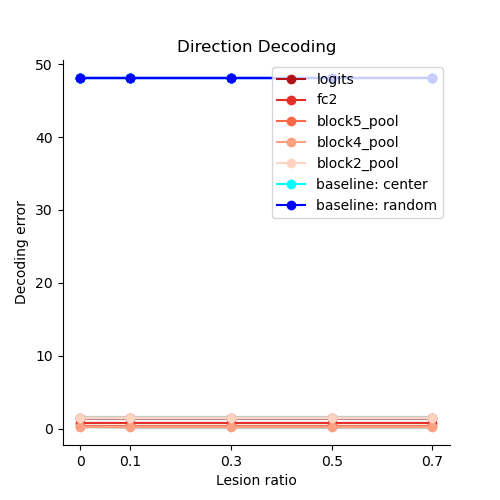 Direction Decoding
50
40
30
20
10
0
Decoding error
logits
fc2
block5_pool
block4_pool
block2_pool
baseline: center
baseline: random
0 0.1 0.3 0.5 0.7
Lesion ratio